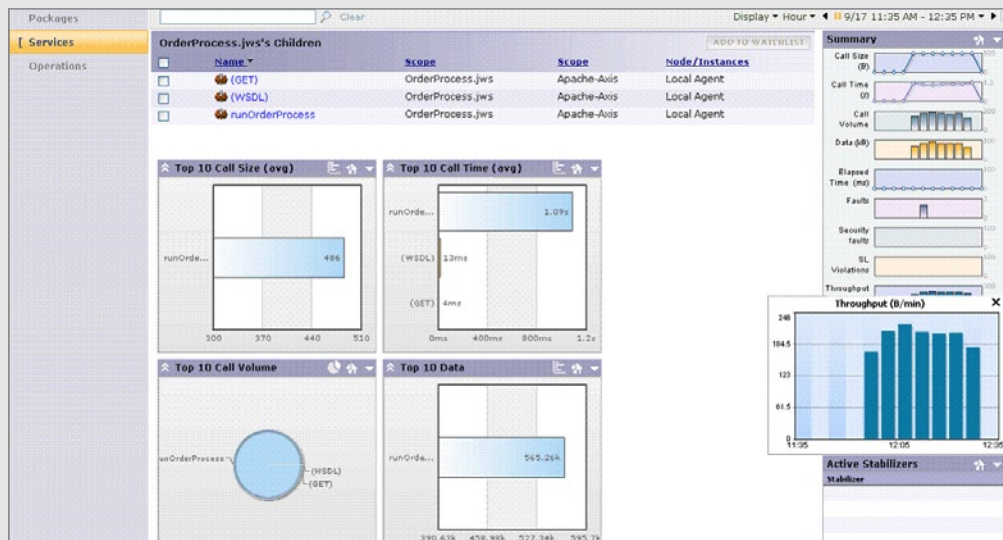 Packages
[ Services
Operations
Clear
Display Hour 9/17 11:35 AM - 12:35 PM
OrderProcess.jws's Children
ADD TO WATCHLIST
Name Scope Scope Node/Instances
(GET) OrderProcess.jws Apache-Axis Local Agent
(WSDL) OrderProcess.jws Apache-Axis Local Agent
runOrderProcess OrderProcess.jws Apache-Axis Local Agent
Top 10 Call Size (avg)
runOrde...
486
300 370 440 510
Top 10 Call Time (avg)
runOrde... 1.09s
(WSDL) 13ms
(GET) 4ms
0ms 400ms 800ms 1.2s
Top 10 Call Volume
unOrderProcess
(WSDL)
(GET)
Top 10 Data
runOrde...
565.26k
390.63k 458.98k 527.34k 595.7k
Summary
Call Size
(B)
Call Time
Call
Volume
Data (kB)
Elapsed
Time (ms)
Faults
Security
faults
SL
Violations
Throughput
Throughput (B/min)
246
184.5
123
61.5
0
11:35 12:05 12:35
Active Stabilizers
Stabilizer